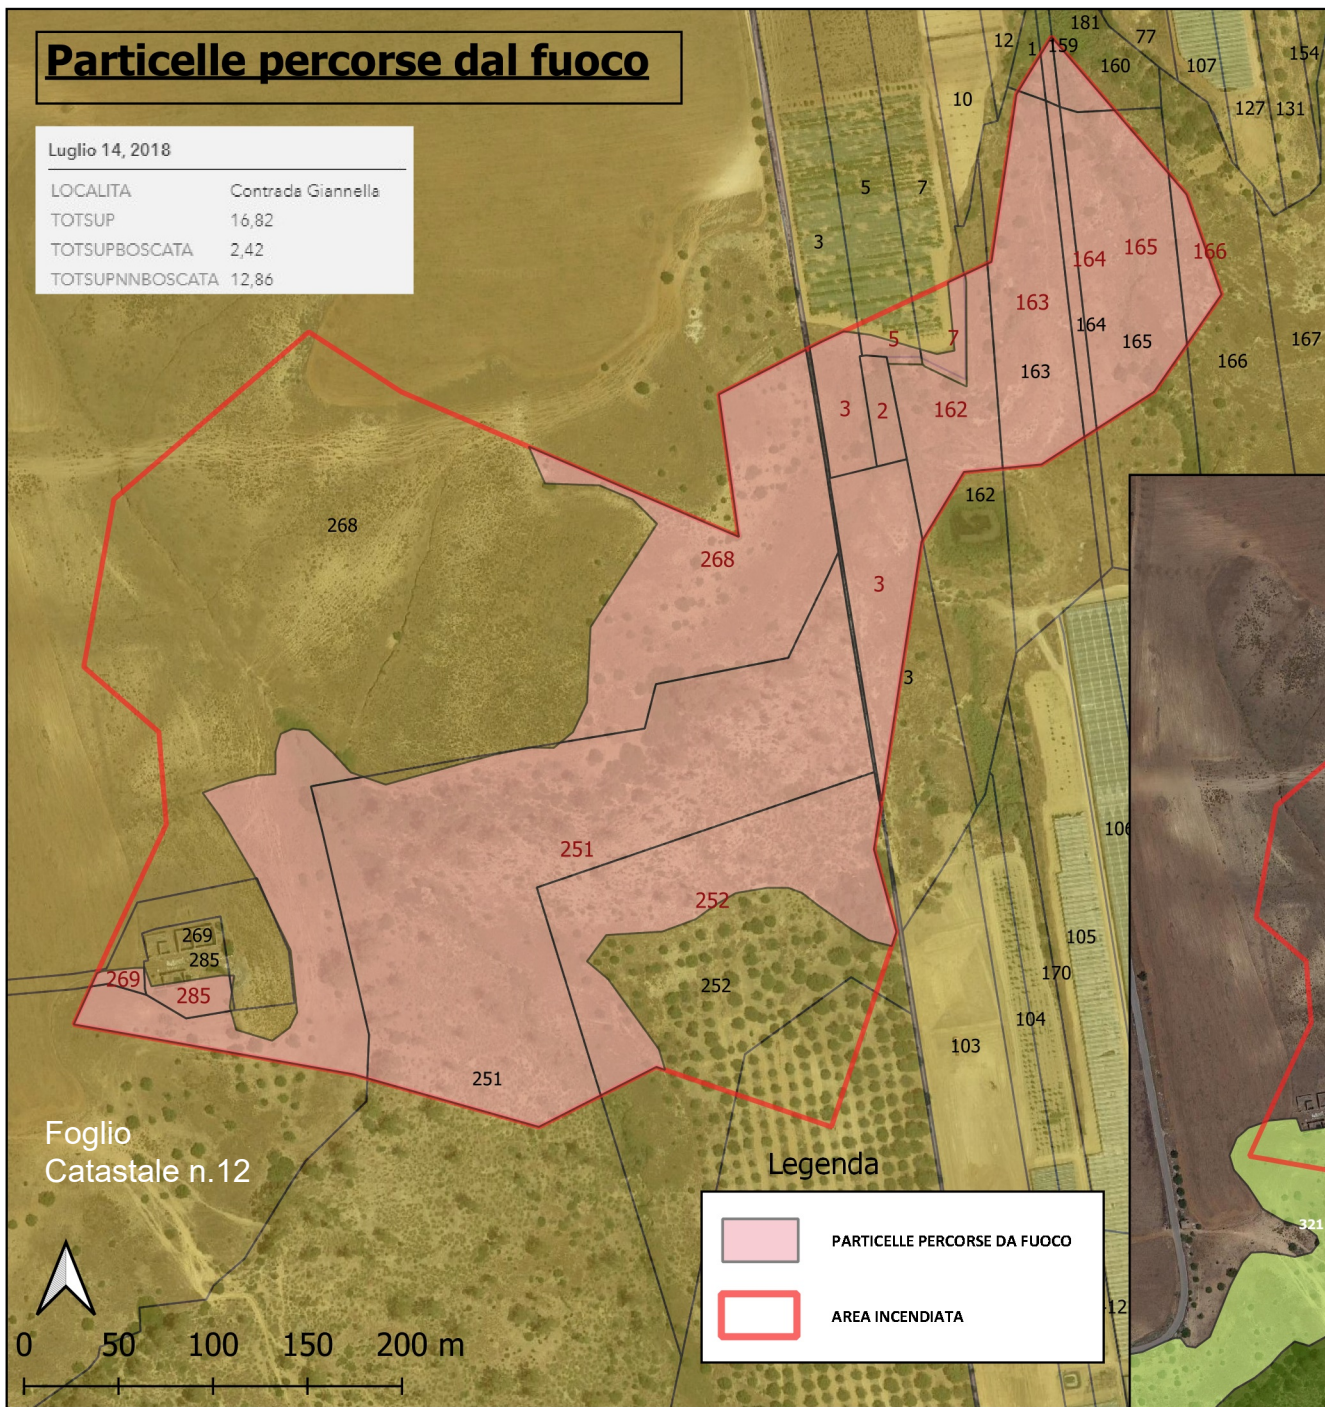 Particelle percorse dal fuoco
Luglio 14, 2018
LOCALITA Contrada Giannella
TOTSUP 16,82
TOTSUPBOSCATA 2,42
TOTSUPNNBOSCATA 12,86
181
12 1 159 77
160 107 154
10 127 131
5 7
3
164 165 166
163
164
5 7 165 167
163 166
3 2 162
162
268
268
3
3
251 106
252
269 105
285
269 252 170
285
104
103
251
Foglio
Catastale n.12
Legenda
PARTICELLE PERCORSE DA FUOCO
321
AREA INCENDIATA
12
0 50 100 150 200 m